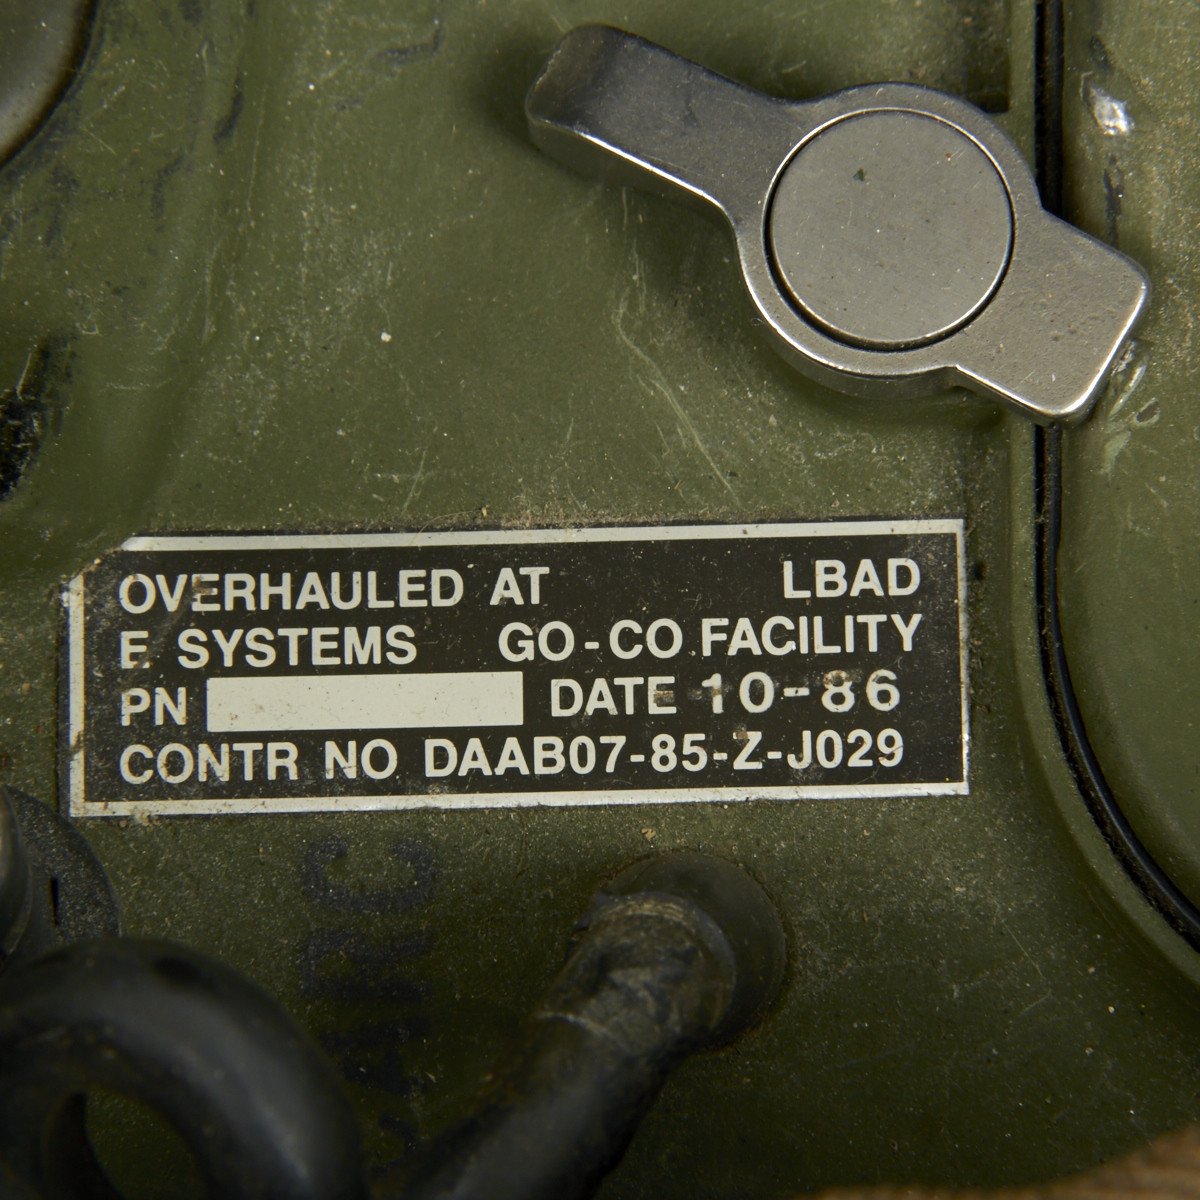 OVERHAULED AT LBAD
E SYSTEMS GO-CO FACILITY
PN DATE 10-86
CONTR NO DAAB07-85-Z-J029